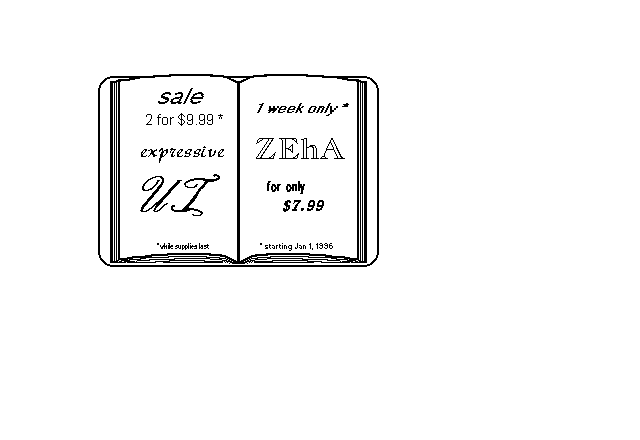 sale
2 for $9.99 *
expressive
UI
* while supplies last
1 week only *
ZEhA
for only
$7.99
* starting Jan 1, 1996